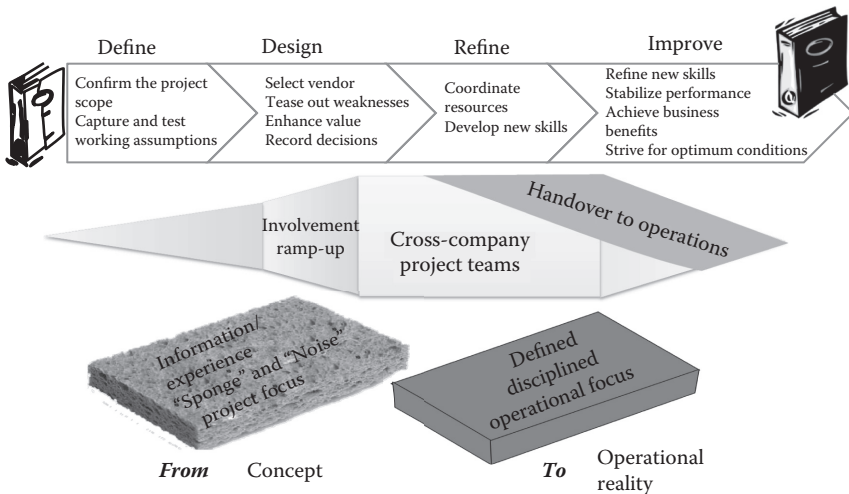 Define
Design
Refine
Improve
Confirm the project
scope
Capture and test
working assumptions
Select vendor
Tease out weaknesses
Enhance value
Record decisions
Coordinate
resources
Develop new skills
Refine new skills
Stabilize performance
Achieve business
benefits
Strive for optimum conditions
Involvement
ramp-up
Cross-company
project teams
Handover to operations
Information/
experience
“Sponge” and “Noise”
project focus
Defined
disciplined
operational focus
From Concept
To Operational
reality